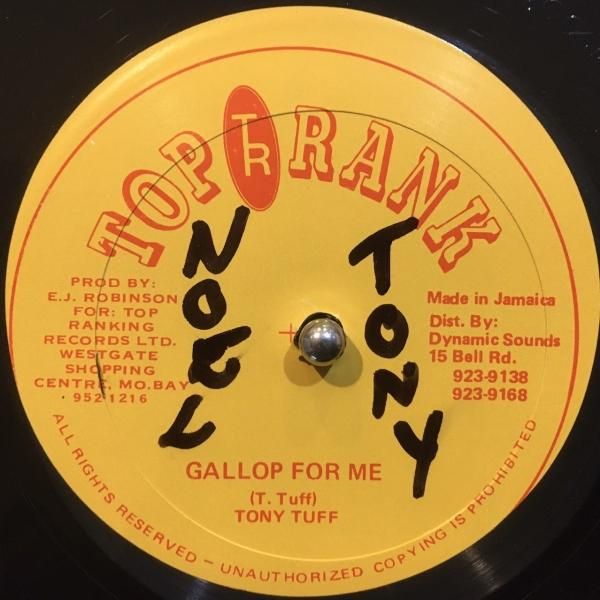 TOP TR RANK
PROD BY:
E.J. ROBINSON
FOR: TOP
RANKING
RECORDS LTD.
WESTGATE
SHOPPING
CENTRE, MO.BAY
952 1216
NOEL
TONY
Made in Jamaica
Dist. By:
Dynamic Sounds
15 Bell Rd.
923-9138
923-9168
GALLOP FOR ME
(T. Tuff)
TONY TUFF
ALL RIGHTS RESERVED – UNAUTHORIZED COPYING IS PROHIBITED